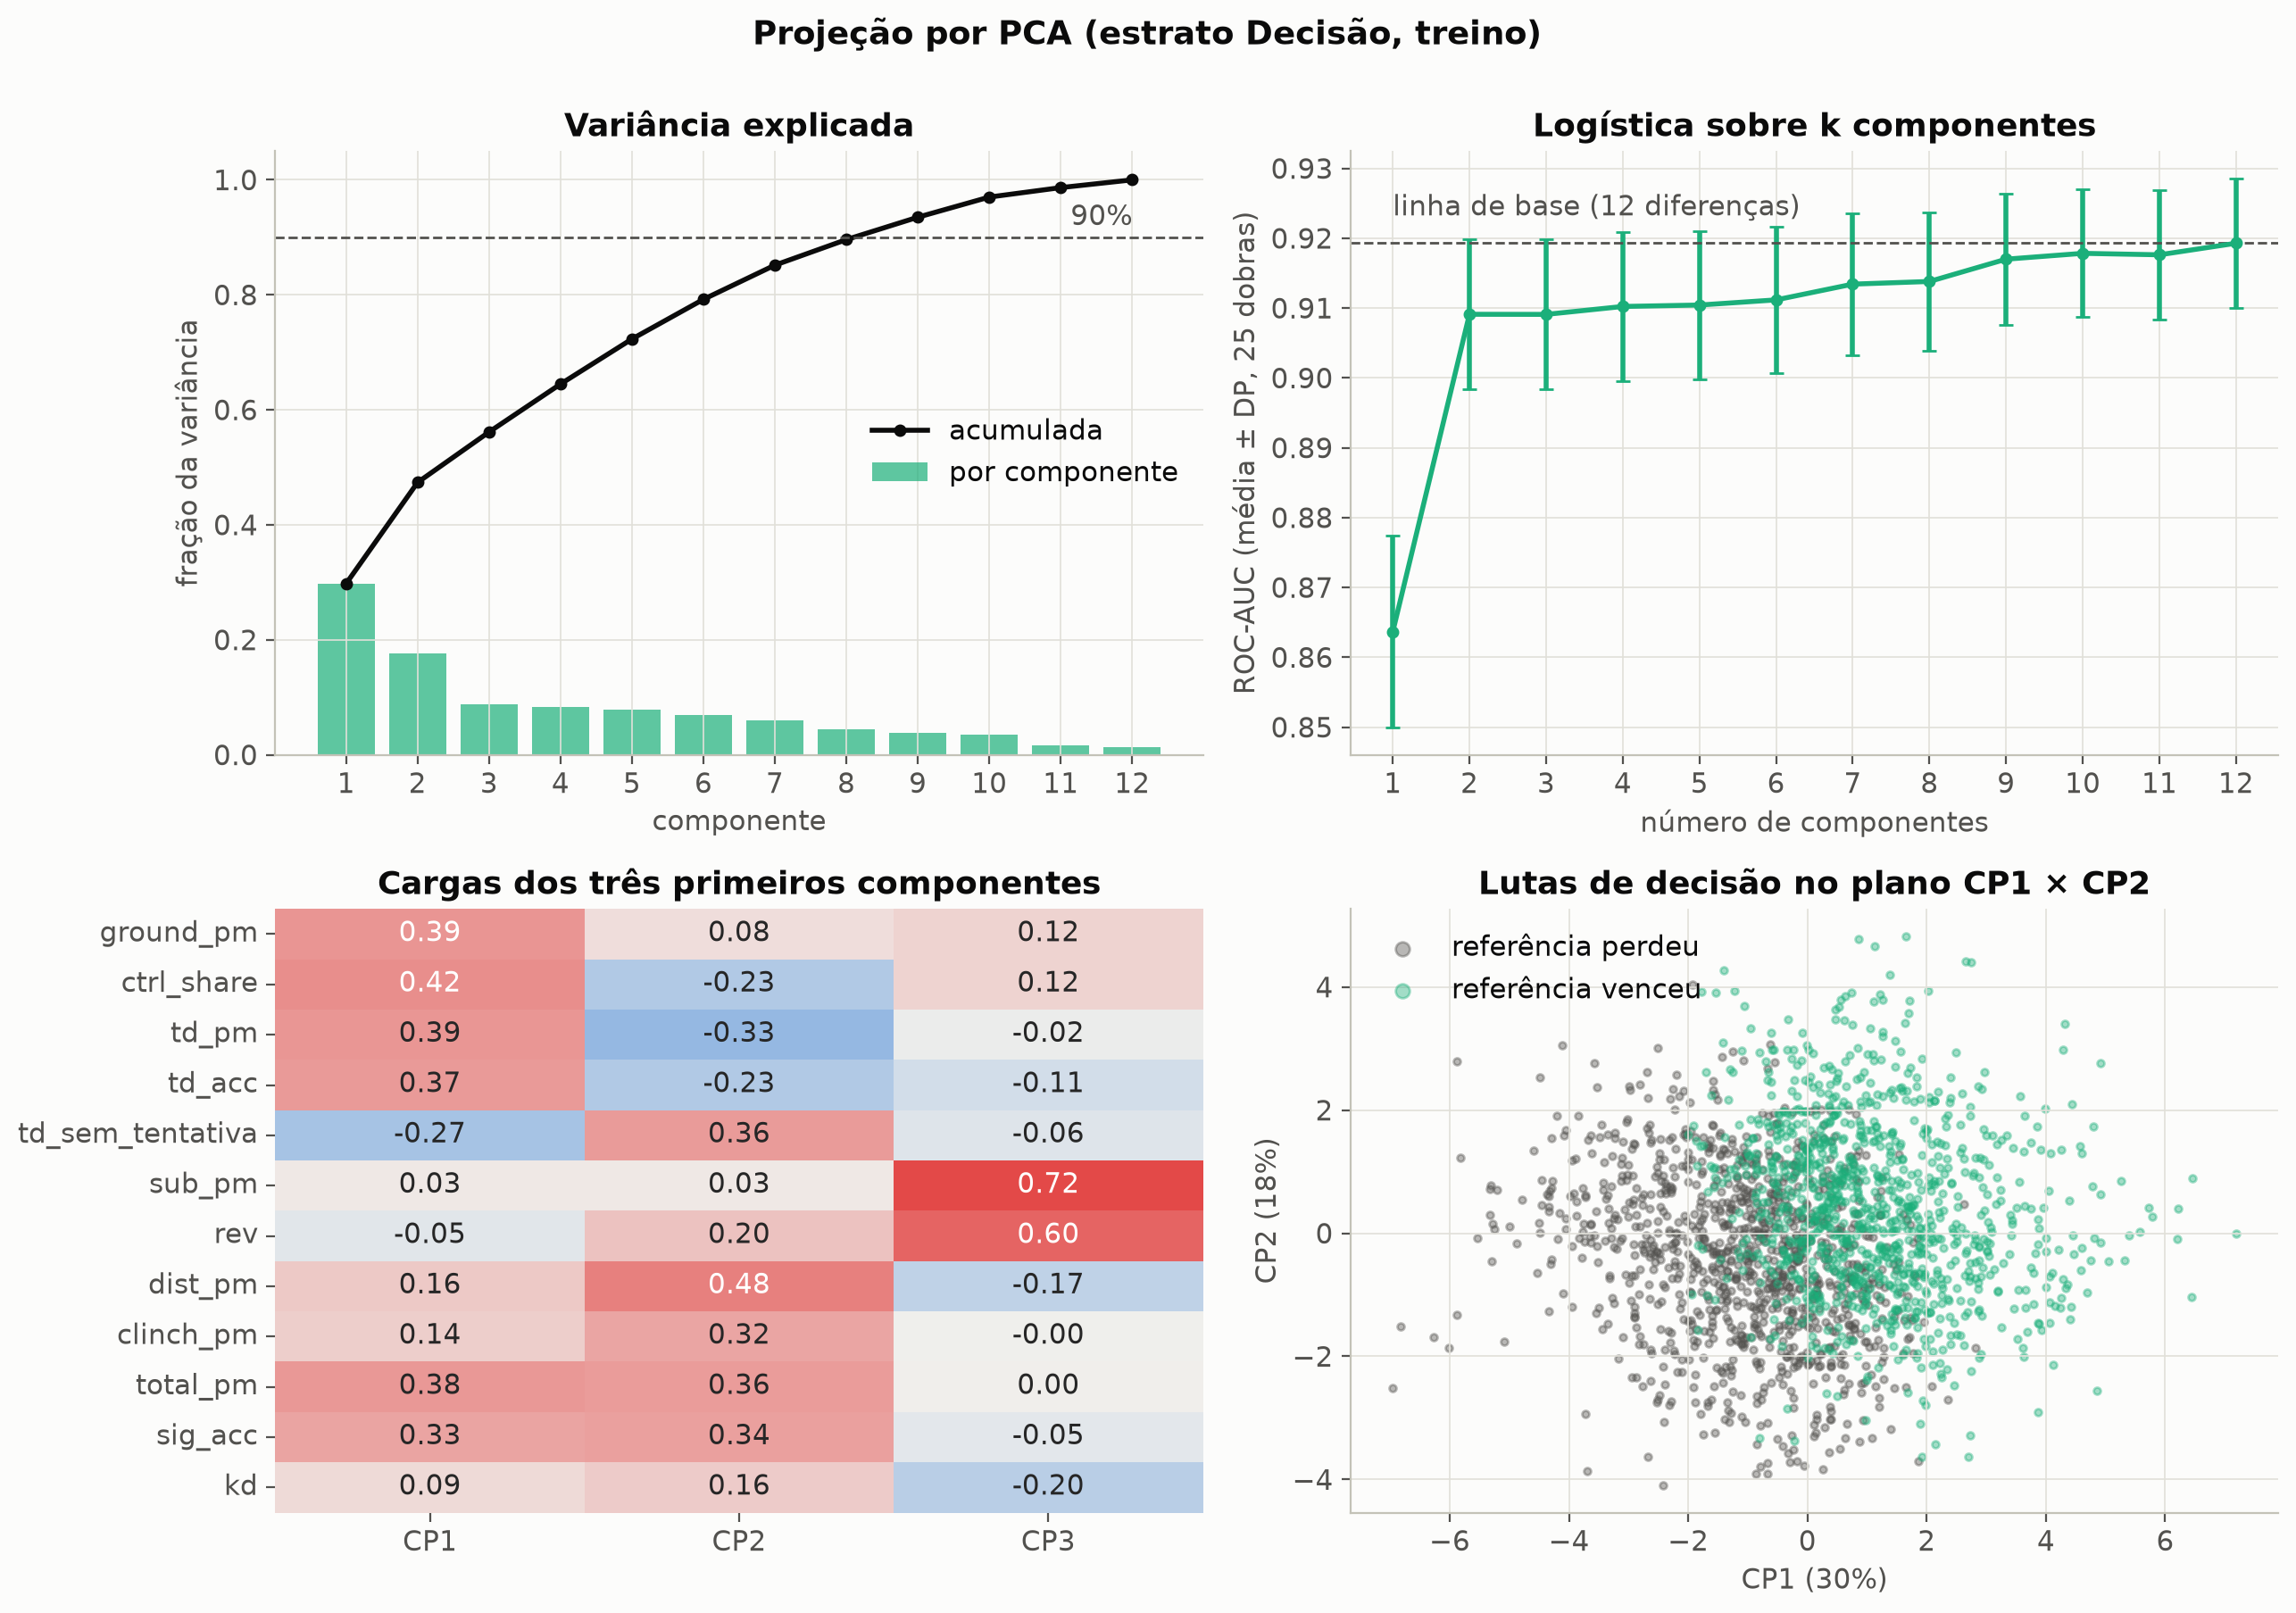 Projeção por PCA (estrato Decisão, treino)
Variância explicada
fração da variância
1.0
0.8
0.6
0.4
0.2
0.0
90%
acumulada
por componente
1 2 3 4 5 6 7 8 9 10 11 12
componente
Logística sobre k componentes
ROC-AUC (média ± DP, 25 dobras)
0.93
0.92
0.91
0.90
0.89
0.88
0.87
0.86
0.85
linha de base (12 diferenças)
1 2 3 4 5 6 7 8 9 10 11 12
número de componentes
Cargas dos três primeiros componentes
ground_pm 0.39 0.08 0.12
ctrl_share 0.42 -0.23 0.12
td_pm 0.39 -0.33 -0.02
td_acc 0.37 -0.23 -0.11
td_sem_tentativa -0.27 0.36 -0.06
sub_pm 0.03 0.03 0.72
rev -0.05 0.20 0.60
dist_pm 0.16 0.48 -0.17
clinch_pm 0.14 0.32 -0.00
total_pm 0.38 0.36 0.00
sig_acc 0.33 0.34 -0.05
kd 0.09 0.16 -0.20
CP1 CP2 CP3
Lutas de decisão no plano CP1 × CP2
referência perdeu
referência venceu
CP2 (18%)
4
2
0
−2
−4
−6 −4 −2 0 2 4 6
CP1 (30%)